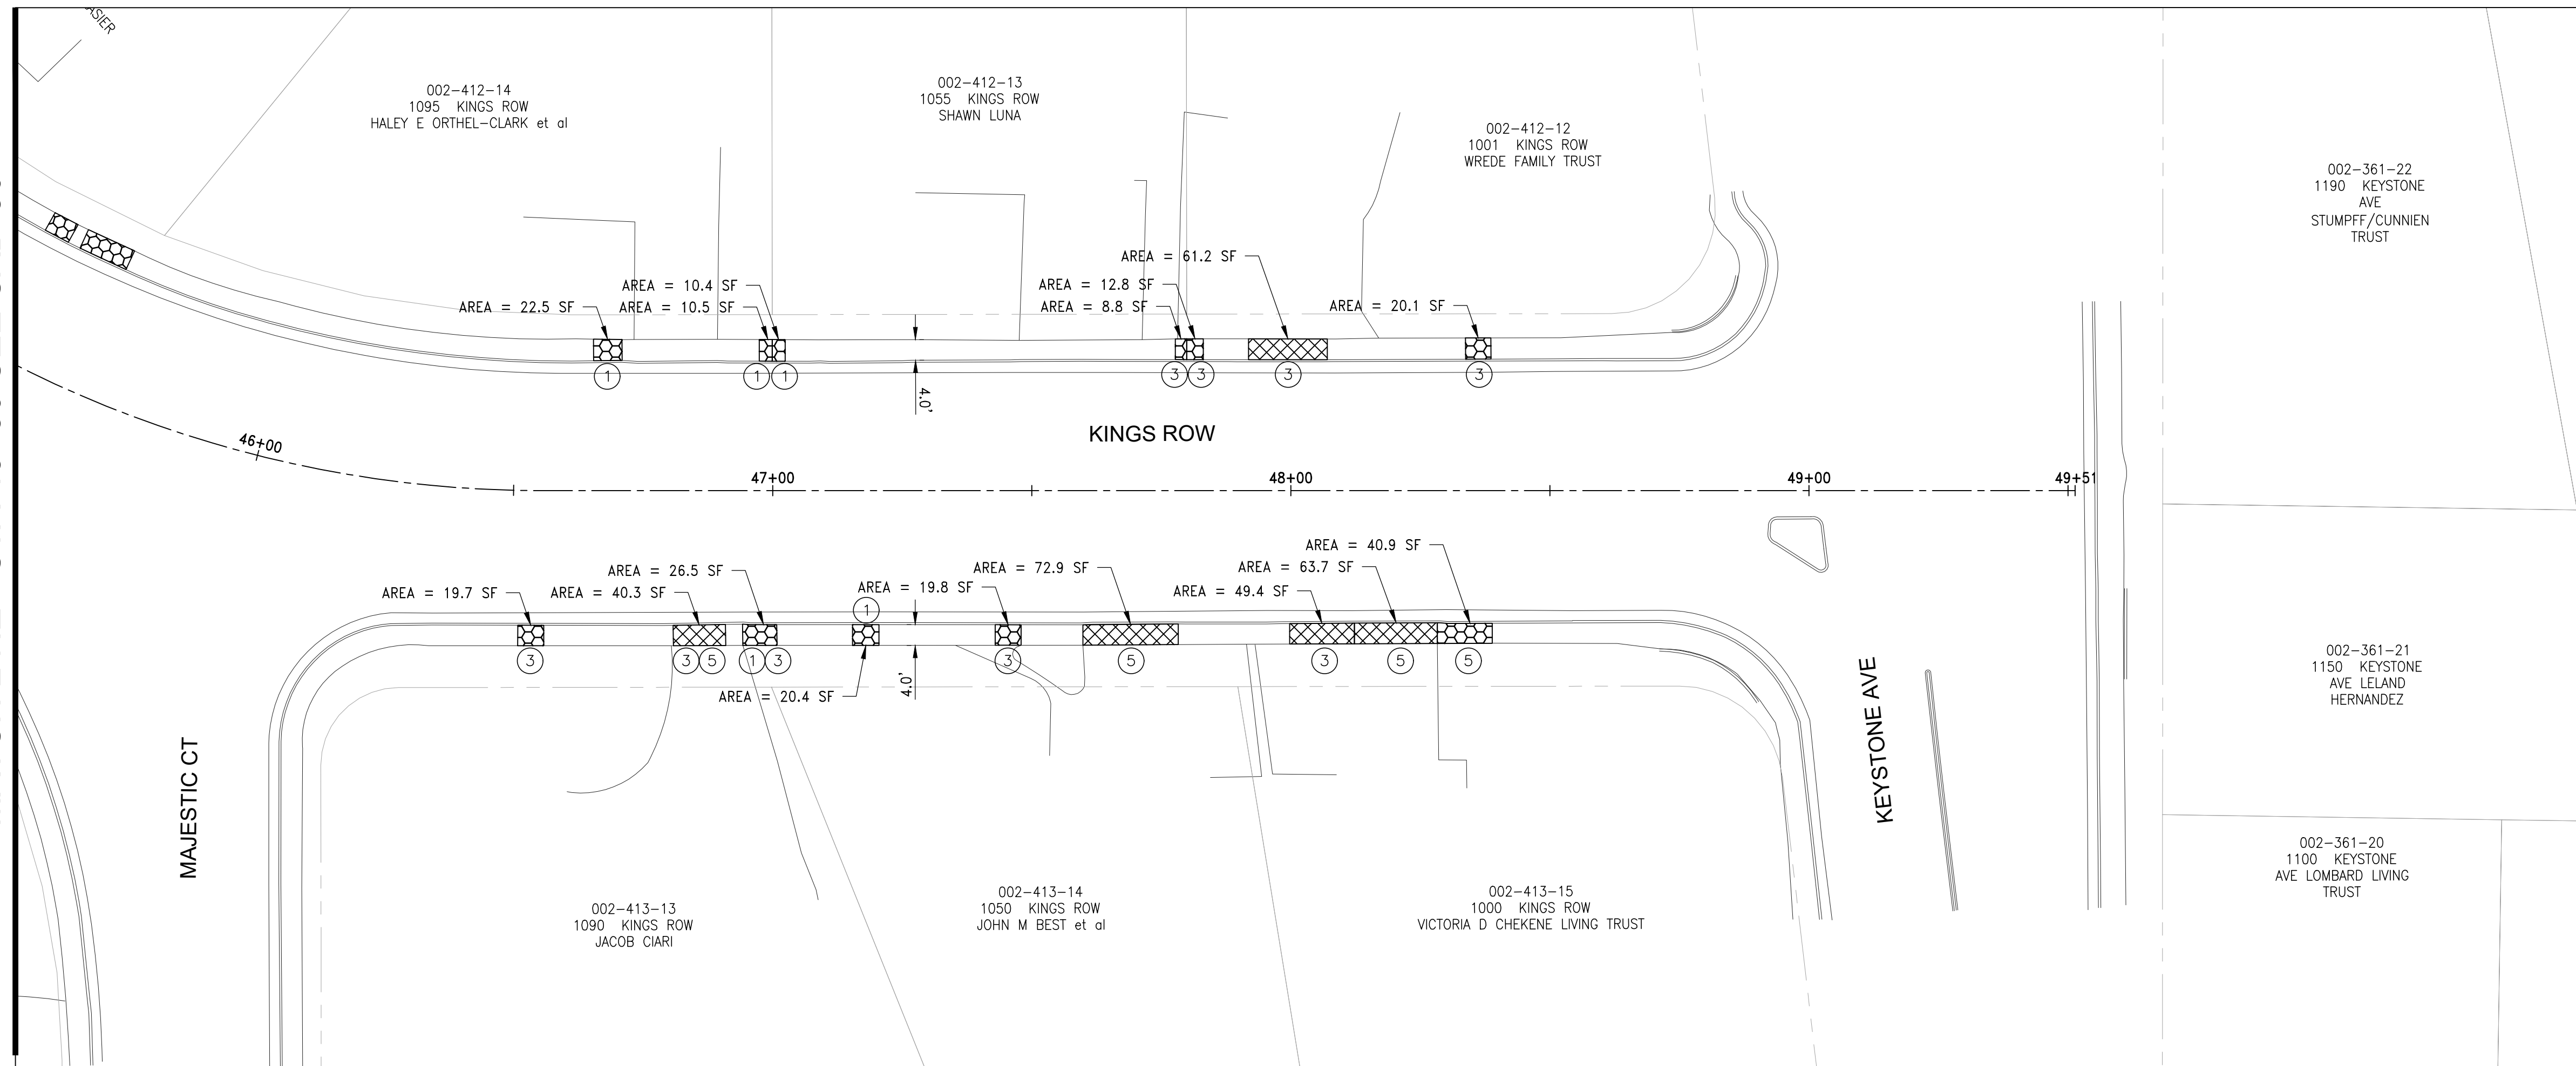 ASIER
002-412-14
1095 KINGS ROW
HALEY E ORTHEL-CLARK et al
002-412-13
1055 KINGS ROW
SHAWN LUNA
002-412-12
1001 KINGS ROW
WREDE FAMILY TRUST
002-361-22
1190 KEYSTONE
AVE
STUMPFF/CUNNIEN
TRUST
AREA = 61.2 SF
AREA = 10.4 SF
AREA = 12.8 SF
AREA = 22.5 SF
AREA = 10.5 SF
AREA = 8.8 SF
AREA = 20.1 SF
1
1
1
3
3
3
3
4.0'
KINGS ROW
46+00
47+00
48+00
49+00
49+51
AREA = 40.9 SF
AREA = 26.5 SF
AREA = 72.9 SF
AREA = 63.7 SF
AREA = 19.7 SF
AREA = 40.3 SF
AREA = 19.8 SF
AREA = 49.4 SF
1
3
3
5
1
3
3
5
3
5
5
AREA = 20.4 SF
4.0'
MAJESTIC CT
KEYSTONE AVE
002-361-21
1150 KEYSTONE
AVE LELAND
HERNANDEZ
002-413-13
1090 KINGS ROW
JACOB CIARI
002-413-14
1050 KINGS ROW
JOHN M BEST et al
002-413-15
1000 KINGS ROW
VICTORIA D CHEKENE LIVING TRUST
002-361-20
1100 KEYSTONE
AVE LOMBARD LIVING
TRUST